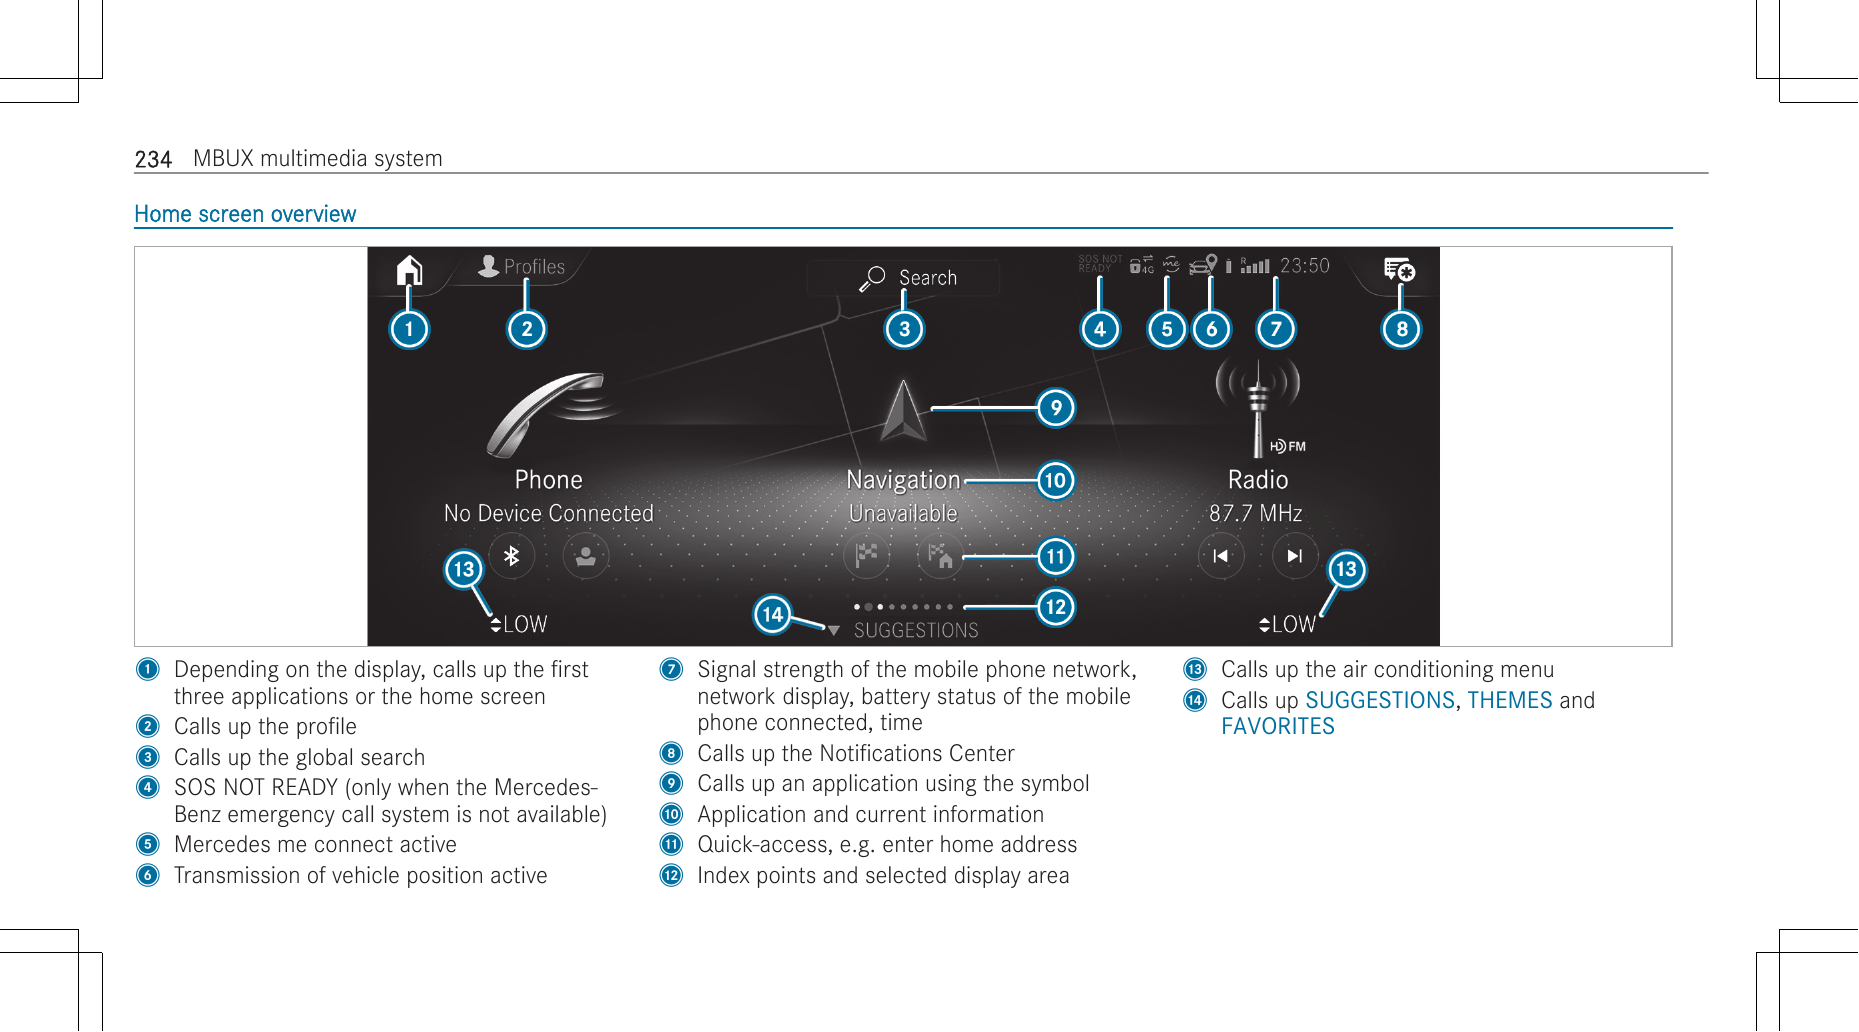 234 MBUX multimedia system
Home screen overview
Profiles
Search
SOS NOT READY
4G
me
R
23:50
1 2 3 4 5 6 7 8
9
HD FM
Phone
Navigation
10
Radio
No Device Connected
Unavailable
87.7 MHz
11
13
13
12
14
LOW
SUGGESTIONS
LOW
1 Depending on the display, calls up the first
three applications or the home screen
2 Calls up the profile
3 Calls up the global search
4 SOS NOT READY (only when the Mercedes-
Benz emergency call system is not available)
5 Mercedes me connect active
6 Transmission of vehicle position active
7 Signal strength of the mobile phone network,
network display, battery status of the mobile
phone connected, time
8 Calls up the Notifications Center
9 Calls up an application using the symbol
10 Application and current information
11 Quick-access, e.g. enter home address
12 Index points and selected display area
13 Calls up the air conditioning menu
14 Calls up SUGGESTIONS, THEMES and
FAVORITES